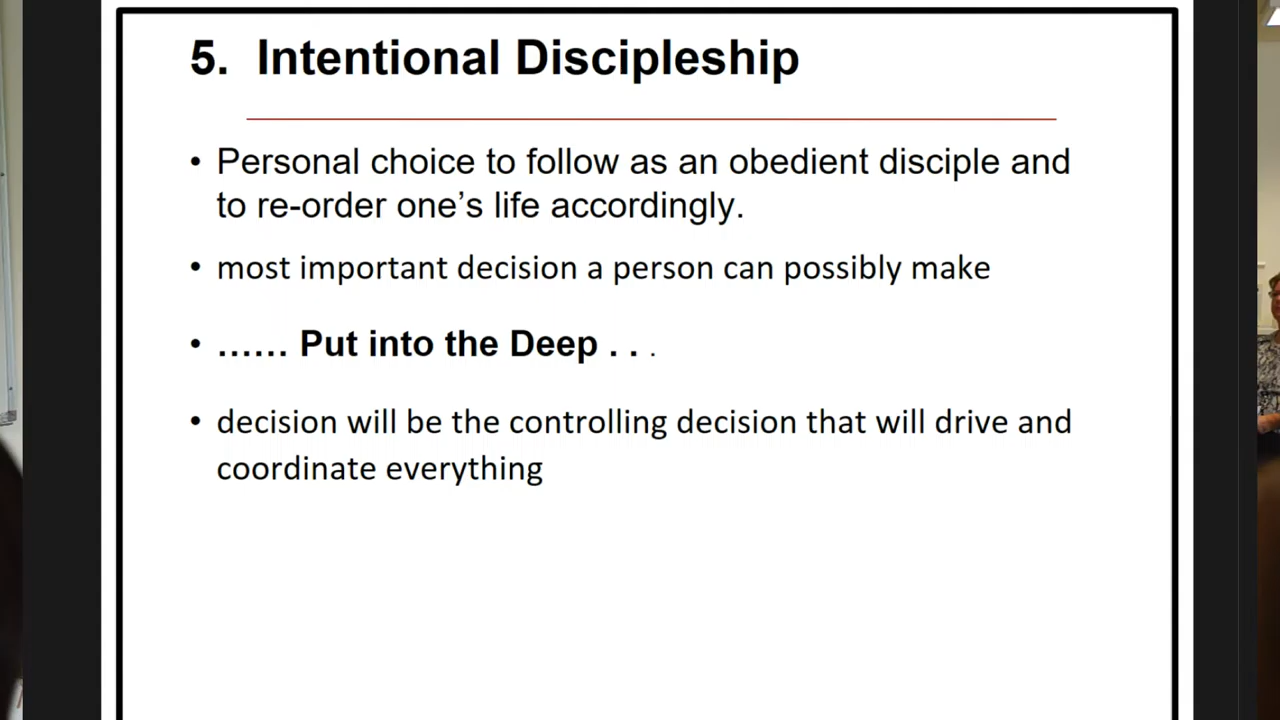 5. Intentional Discipleship
• Personal choice to follow as an obedient disciple and
to re-order one’s life accordingly.
• most important decision a person can possibly make
• …… Put into the Deep . . .
• decision will be the controlling decision that will drive and
coordinate everything